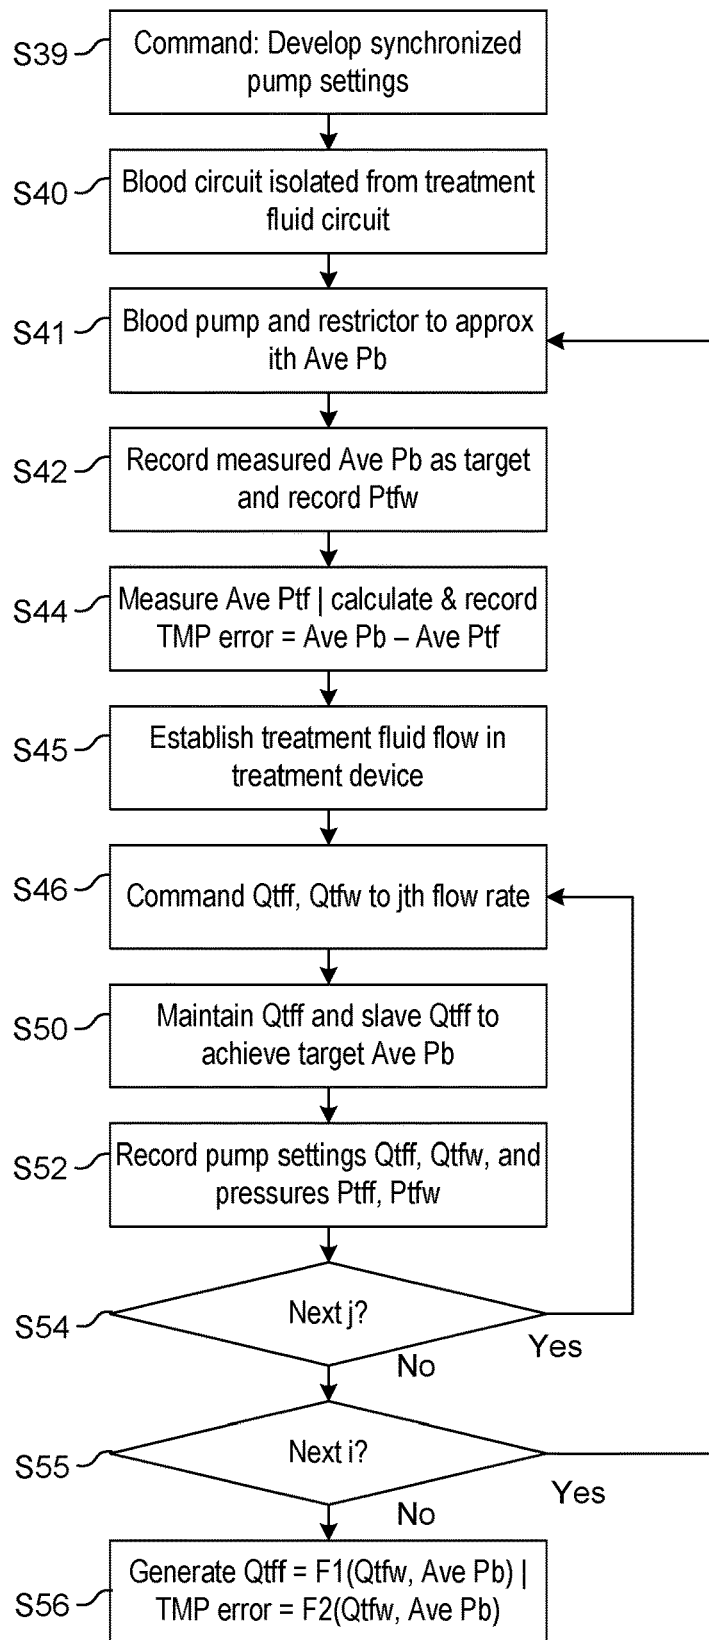 S39
Command: Develop synchronized
pump settings
S40
Blood circuit isolated from treatment
fluid circuit
S41
Blood pump and restrictor to approx
ith Ave Pb
S42
Record measured Ave Pb as target
and record Ptfw
S44
Measure Ave Ptf | calculate & record
TMP error = Ave Pb – Ave Ptf
S45
Establish treatment fluid flow in
treatment device
S46
Command Qtff, Qtfw to jth flow rate
S50
Maintain Qtff and slave Qtff to
achieve target Ave Pb
S52
Record pump settings Qtff, Qtfw, and
pressures Ptff, Ptfw
S54
Next j?
Yes
No
S55
Next i?
Yes
No
S56
Generate Qtff = F1(Qtfw, Ave Pb) |
TMP error = F2(Qtfw, Ave Pb)